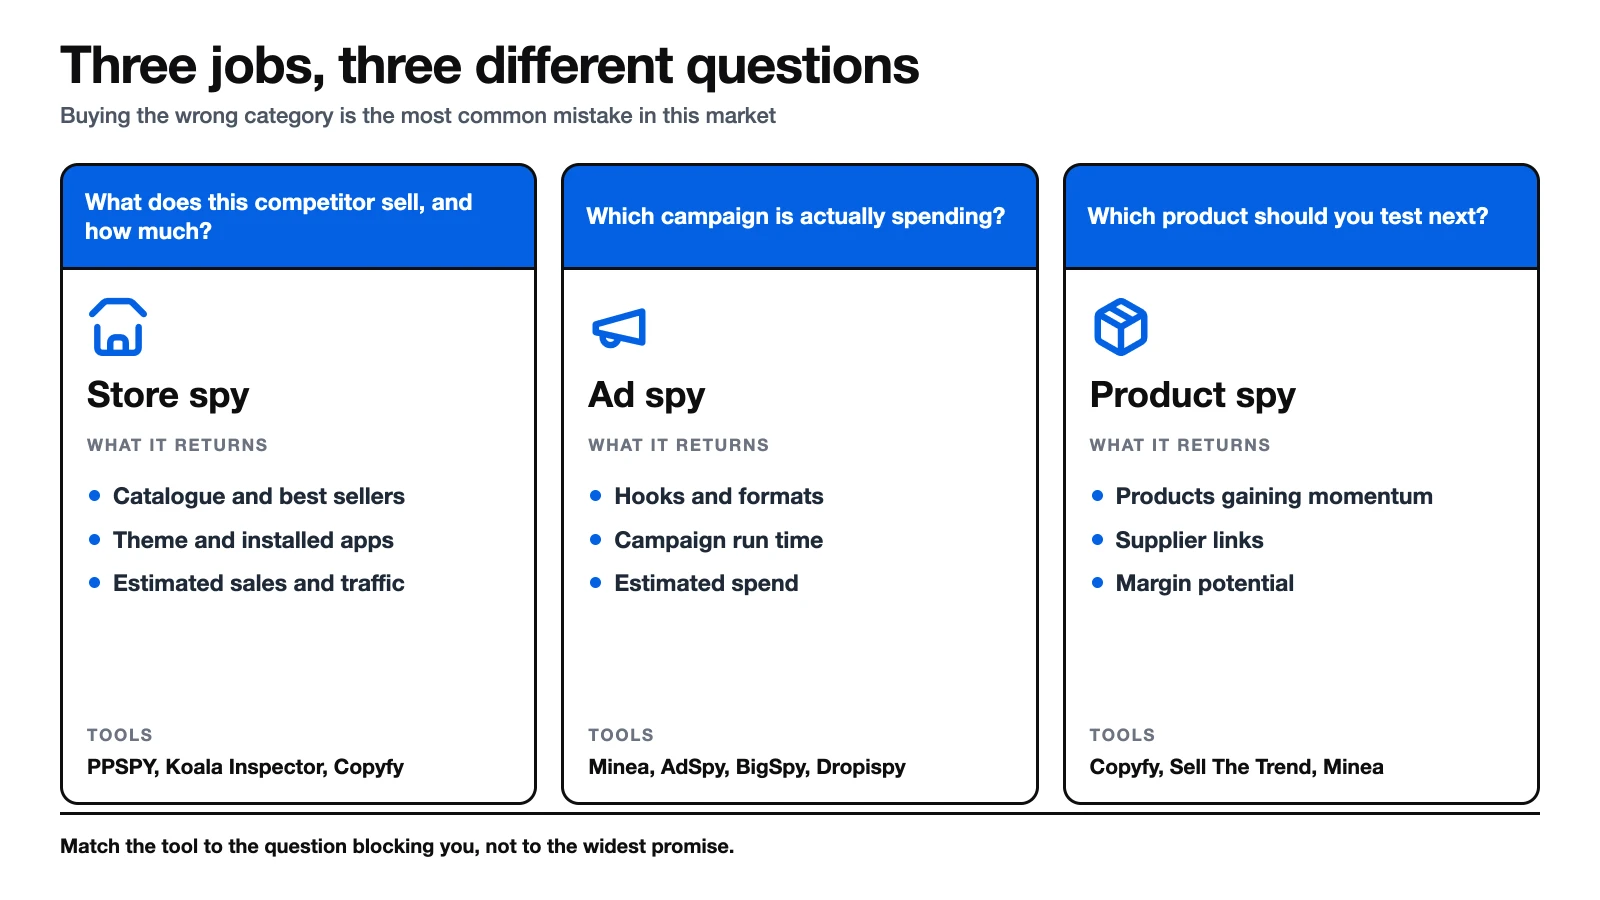 Three jobs, three different questions
Buying the wrong category is the most common mistake in this market
What does this competitor sell, and
how much?
Store spy
WHAT IT RETURNS
Catalogue and best sellers
Theme and installed apps
Estimated sales and traffic
TOOLS
PPSPY, Koala Inspector, Copyfy
Which campaign is actually spending?
Ad spy
WHAT IT RETURNS
Hooks and formats
Campaign run time
Estimated spend
TOOLS
Minea, AdSpy, BigSpy, Dropispy
Which product should you test next?
Product spy
WHAT IT RETURNS
Products gaining momentum
Supplier links
Margin potential
TOOLS
Copyfy, Sell The Trend, Minea
Match the tool to the question blocking you, not to the widest promise.